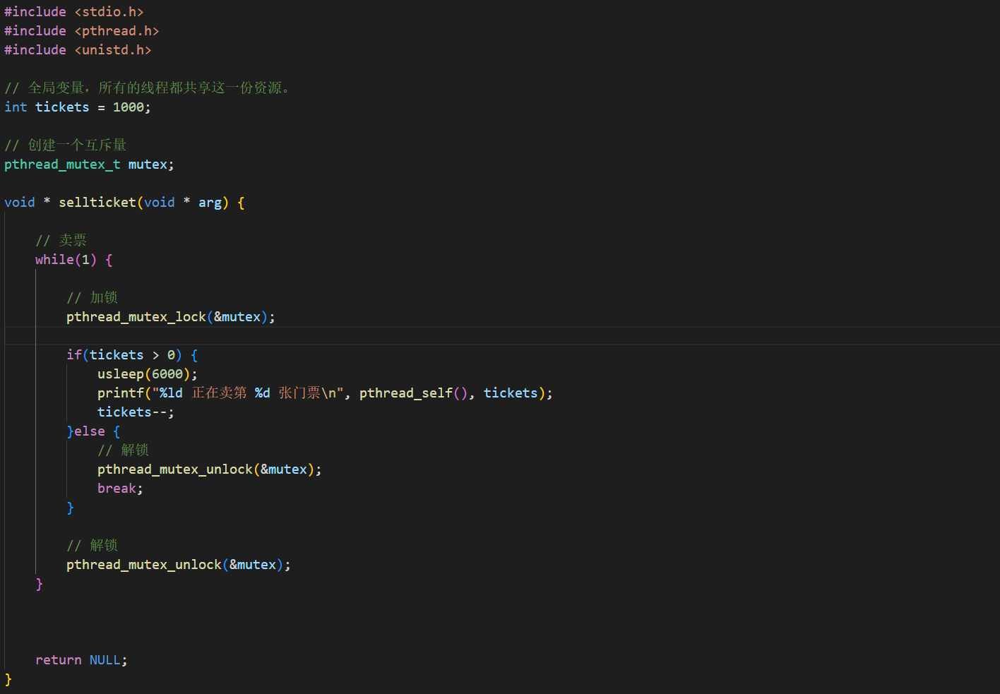 #include <stdio.h>
#include <pthread.h>
#include <unistd.h>
// 全局变量，所有的线程都共享这一份资源。
int tickets = 1000;
// 创建一个互斥量
pthread_mutex_t mutex;
void * sellticket(void * arg) {
// 卖票
while(1) {
// 加锁
pthread_mutex_lock(&mutex);
if(tickets > 0) {
usleep(6000);
printf("%ld 正在卖第 %d 张门票\n", pthread_self(), tickets);
tickets--;
}else {
// 解锁
pthread_mutex_unlock(&mutex);
break;
}
// 解锁
pthread_mutex_unlock(&mutex);
}
return NULL;
}